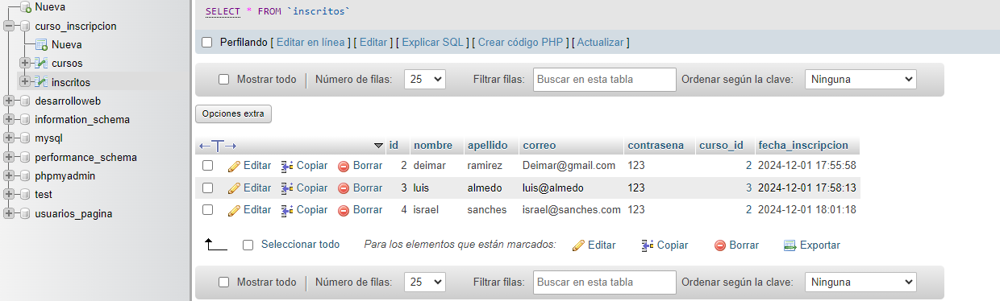 Nueva
curso_inscripcion
Nueva
cursos
inscritos
desarrolloweb
information_schema
mysql
performance_schema
phpmyadmin
test
usuarios_pagina
SELECT * FROM `inscritos`
Perfilando [ Editar en línea ] [ Editar ] [ Explicar SQL ] [ Crear código PHP ] [ Actualizar ]
Mostrar todo Número de filas: 25 Filtrar filas: Buscar en esta tabla Ordenar según la clave: Ninguna
Opciones extra
id nombre apellido correo contrasena curso_id fecha_inscripcion
Editar Copiar Borrar 2 deimar ramirez Deimar@gmail.com 123 2 2024-12-01 17:55:58
Editar Copiar Borrar 3 luis almedo luis@almedo 123 3 2024-12-01 17:58:13
Editar Copiar Borrar 4 israel sanches israel@sanches.com 123 2 2024-12-01 18:01:18
Seleccionar todo Para los elementos que están marcados: Editar Copiar Borrar Exportar
Mostrar todo Número de filas: 25 Filtrar filas: Buscar en esta tabla Ordenar según la clave: Ninguna